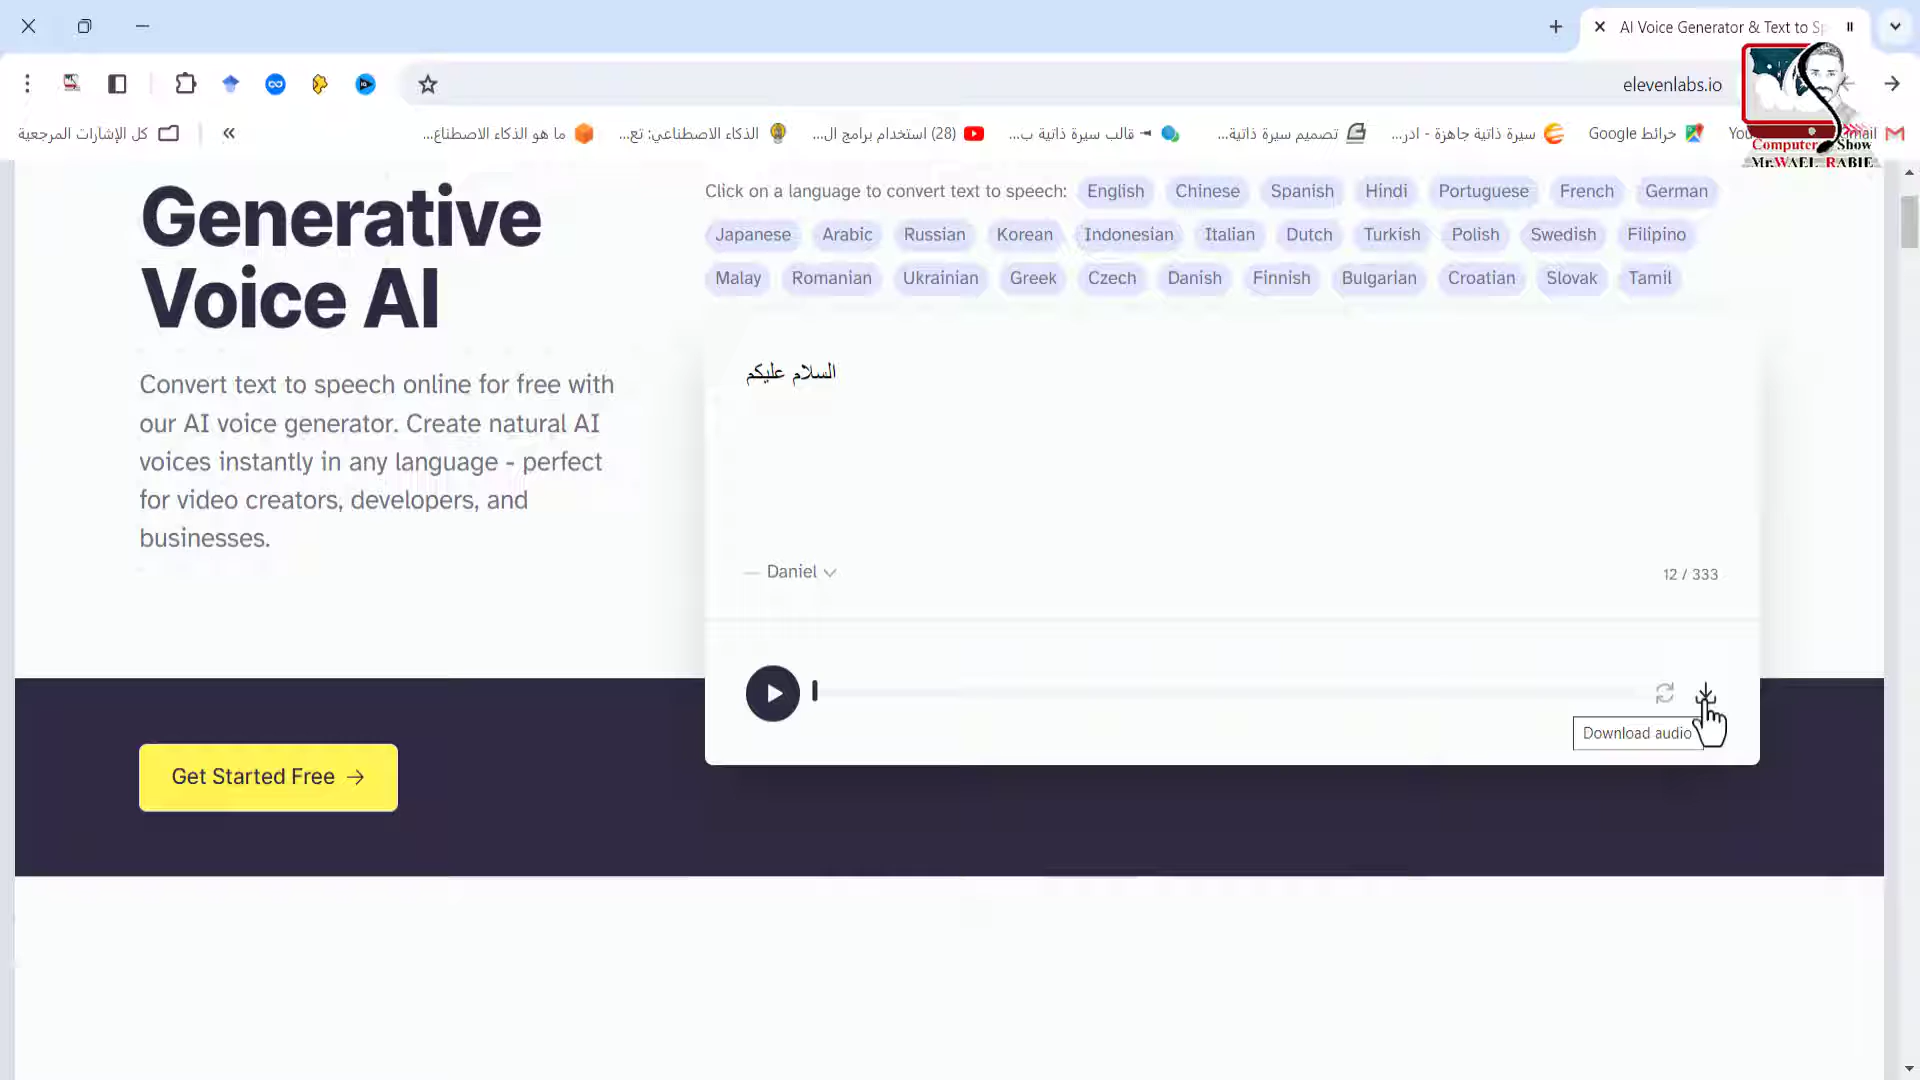 AI Voice Generator & Text to Sp
elevenlabs.io
Computer Show
Mr.WAEL RABIE
كل الإشارات المرجعية
ما هو الذكاء الاصطناع...
الذكاء الاصطناعي: تع...
(28) استخدام برامج ال...
قالب سيرة ذاتية ب...
تصميم سيرة ذاتية...
سيرة ذاتية جاهزة - ادر...
خرائط Google
Generative
Voice AI
Convert text to speech online for free with
our AI voice generator. Create natural AI
voices instantly in any language - perfect
for video creators, developers, and
businesses.
Get Started Free →
Click on a language to convert text to speech: English Chinese Spanish Hindi Portuguese French German
Japanese Arabic Russian Korean Indonesian Italian Dutch Turkish Polish Swedish Filipino
Malay Romanian Ukrainian Greek Czech Danish Finnish Bulgarian Croatian Slovak Tamil
السلام عليكم
Daniel
12 / 333
Download audio